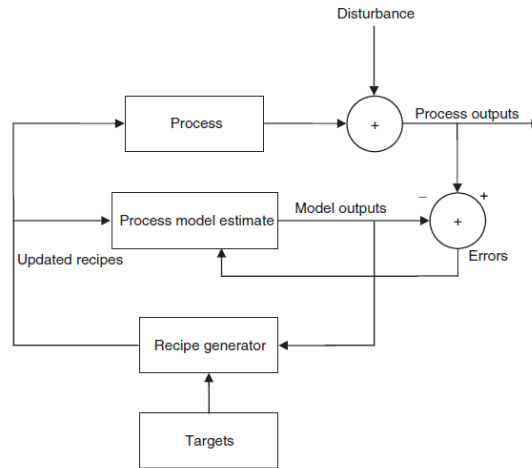 Disturbance
Process
+
Process outputs
Process model estimate
Model outputs
−
+
+
Updated recipes
Errors
Recipe generator
Targets